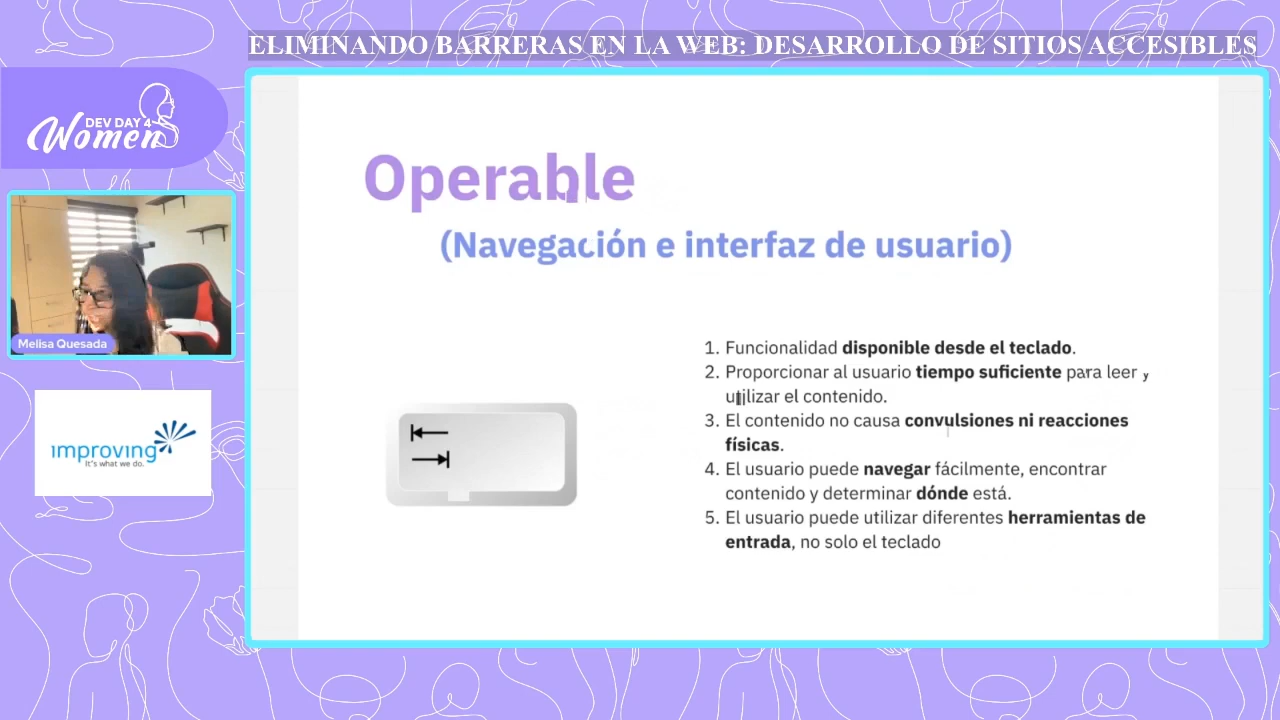 ELIMINANDO BARRERAS EN LA WEB: DESARROLLO DE SITIOS ACCESIBLES
DEV DAY 4
Women
Melisa Quesada
improving
It's what we do.
Operable
(Navegación e interfaz de usuario)
1. Funcionalidad disponible desde el teclado.
2. Proporcionar al usuario tiempo suficiente para leer y
utilizar el contenido.
3. El contenido no causa convulsiones ni reacciones
físicas.
4. El usuario puede navegar fácilmente, encontrar
contenido y determinar dónde está.
5. El usuario puede utilizar diferentes herramientas de
entrada, no solo el teclado